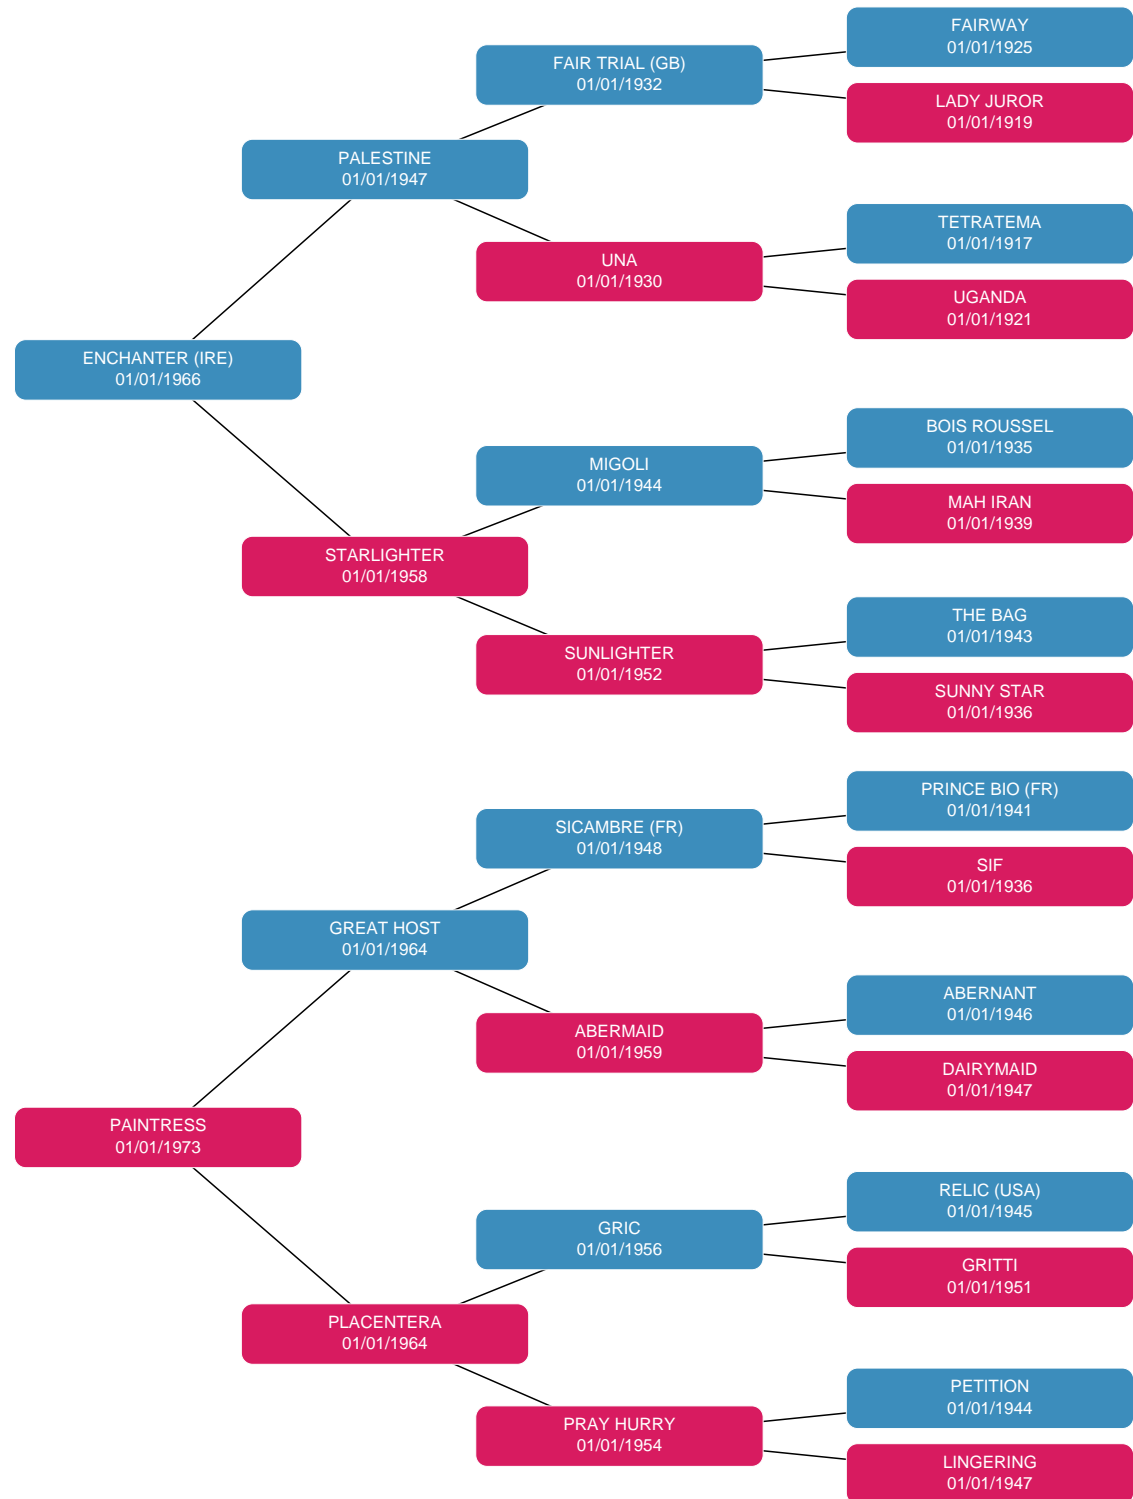 FAIRWAY
01/01/1925
FAIR TRIAL (GB)
01/01/1932
LADY JUROR
01/01/1919
PALESTINE
01/01/1947
TETRATEMA
01/01/1917
UNA
01/01/1930
UGANDA
01/01/1921
ENCHANTER (IRE)
01/01/1966
BOIS ROUSSEL
01/01/1935
MIGOLI
01/01/1944
MAH IRAN
01/01/1939
STARLIGHTER
01/01/1958
THE BAG
01/01/1943
SUNLIGHTER
01/01/1952
SUNNY STAR
01/01/1936
PRINCE BIO (FR)
01/01/1941
SICAMBRE (FR)
01/01/1948
SIF
01/01/1936
GREAT HOST
01/01/1964
ABERNANT
01/01/1946
ABERMAID
01/01/1959
DAIRYMAID
01/01/1947
PAINTRESS
01/01/1973
RELIC (USA)
01/01/1945
GRIC
01/01/1956
GRITTI
01/01/1951
PLACENTERA
01/01/1964
PETITION
01/01/1944
PRAY HURRY
01/01/1954
LINGERING
01/01/1947